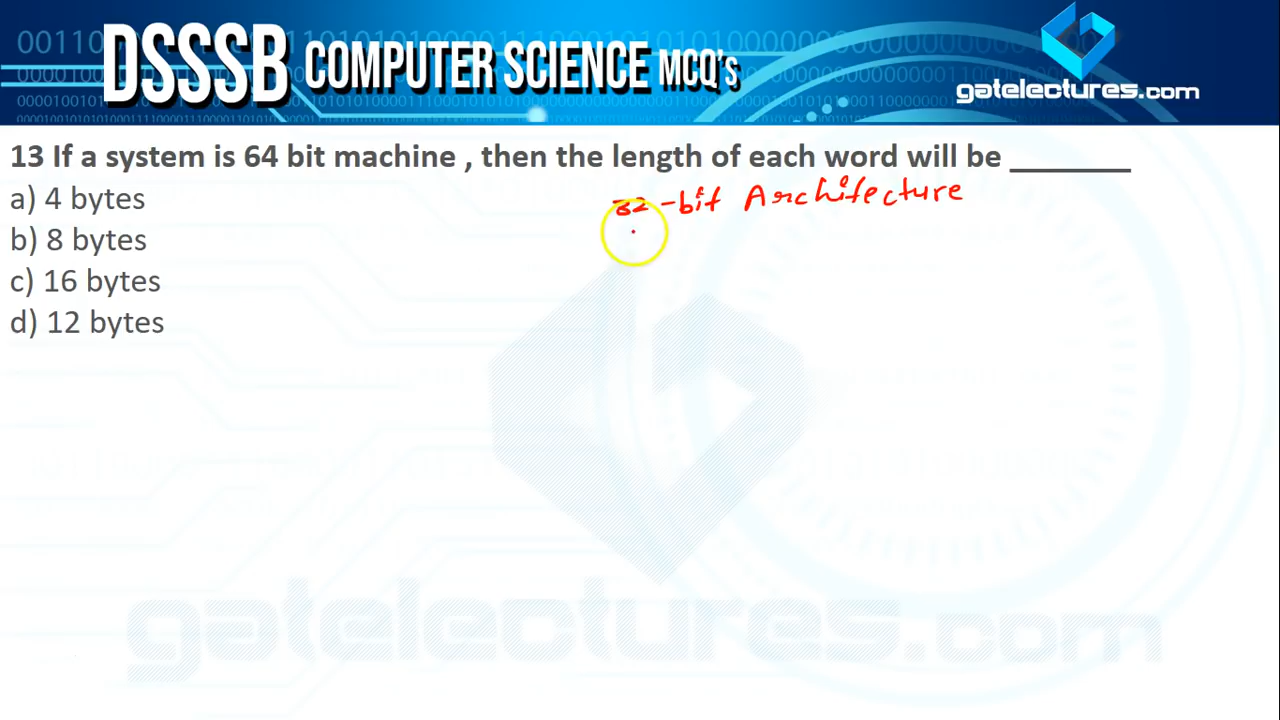 DSSSB COMPUTER SCIENCE MCQ's
gatelectures.com
13 If a system is 64 bit machine , then the length of each word will be ________
32-bit Architecture
a) 4 bytes
b) 8 bytes
c) 16 bytes
d) 12 bytes
gatelectures.com